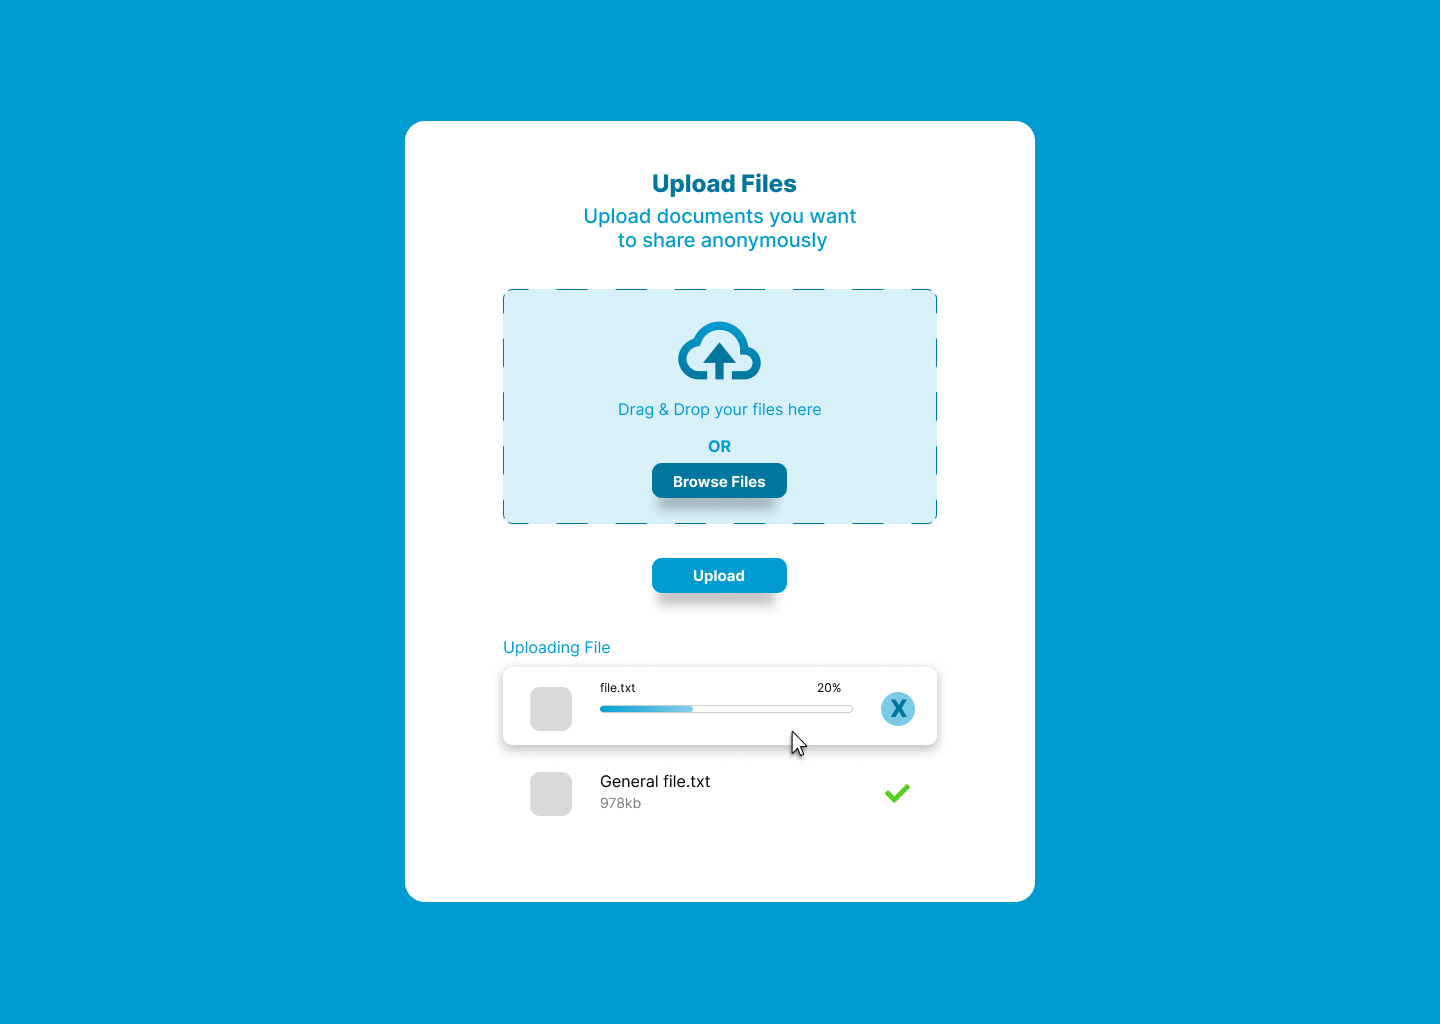 Upload Files
Upload documents you want
to share anonymously
Drag & Drop your files here
OR
Browse Files
Upload
Uploading File
file.txt 20%
X
General file.txt
978kb